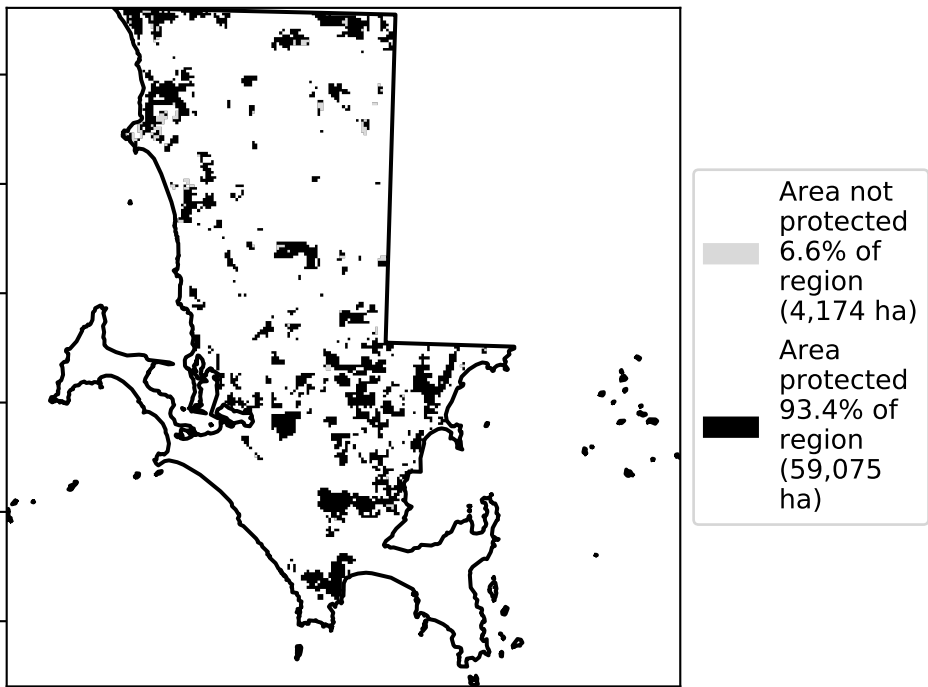 Area not
protected
6.6% of
region
(4,174 ha)
Area
protected
93.4% of
region
(59,075
ha)